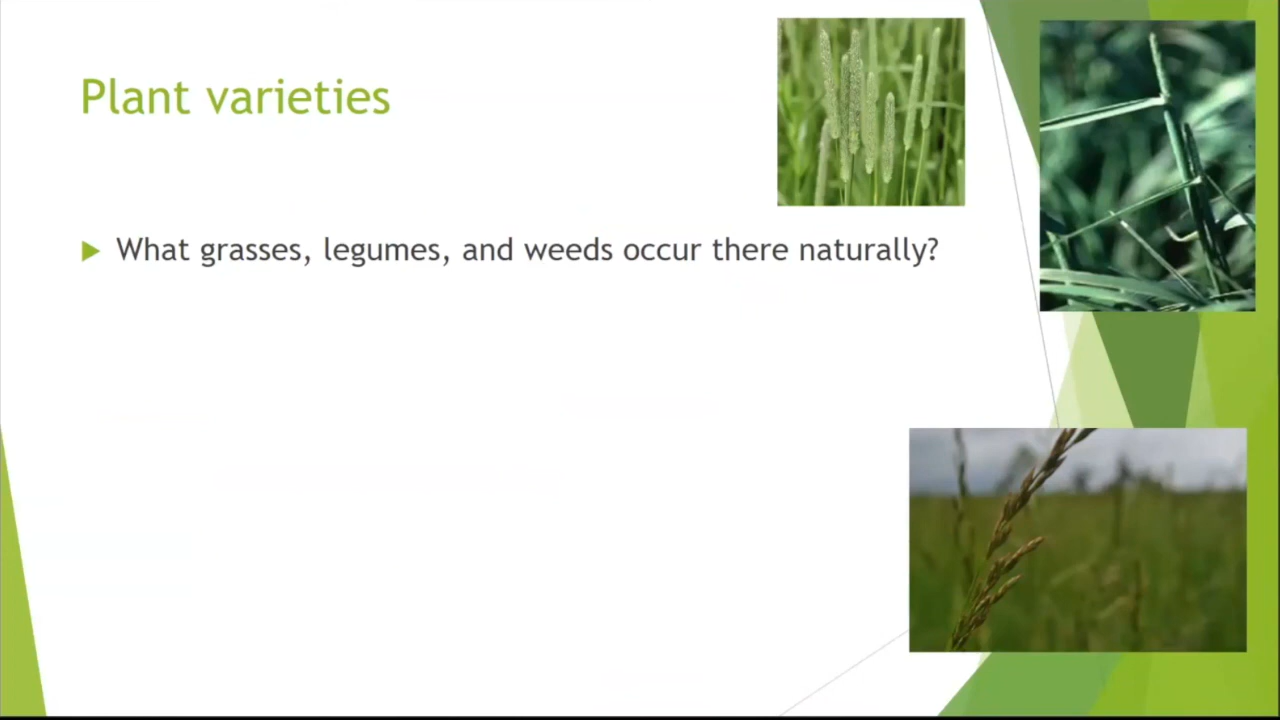 Plant varieties
What grasses, legumes, and weeds occur there naturally?